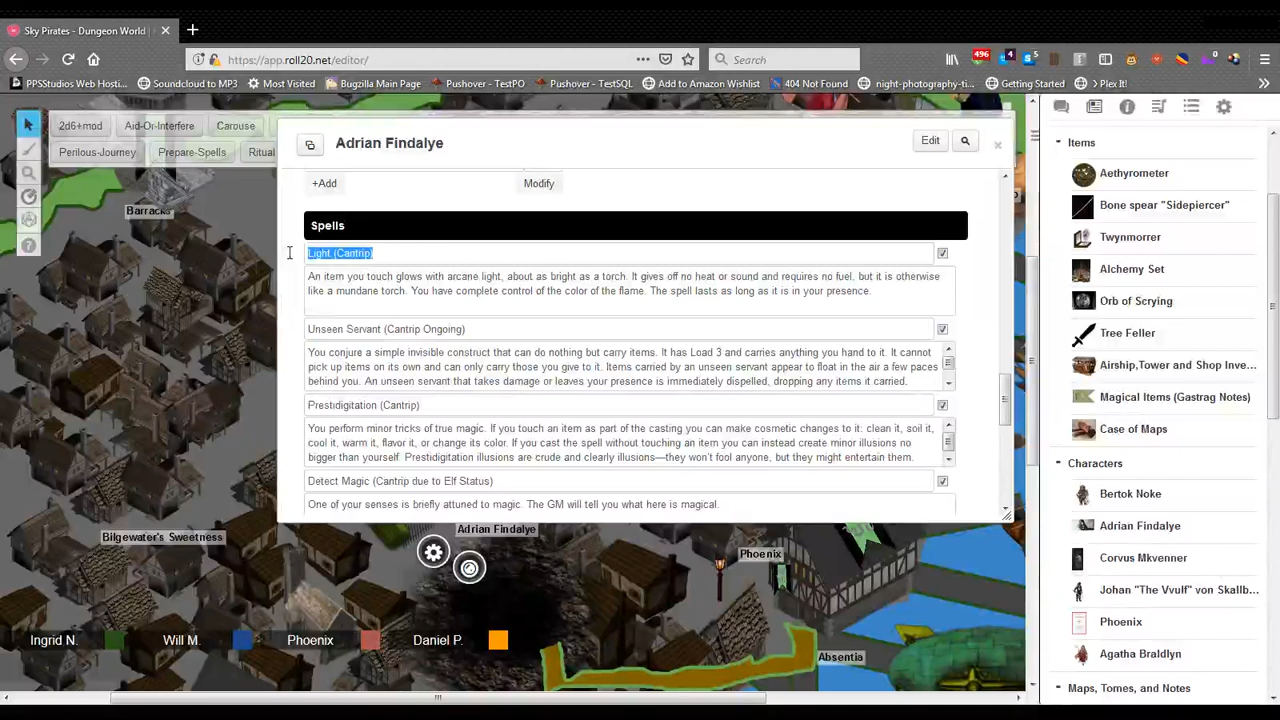 Sky Pirates - Dungeon World |
https://app.roll20.net/editor/
Search
496
4
5
0
PPSStudios Web Hosti...
Soundcloud to MP3
Most Visited
Bugzilla Main Page
Pushover - TestPO
Pushover - TestSQL
Add to Amazon Wishlist
404 Not Found
night-photography-ti...
Getting Started
> Plex It!
2d6+mod
Aid-Or-Interfere
Carouse
Perilous-Journey
Prepare-Spells
Ritual
Adrian Findalye
Edit
+Add
Modify
Spells
Light (Cantrip)
An item you touch glows with arcane light, about as bright as a torch. It gives off no heat or sound and requires no fuel, but it is otherwise
like a mundane torch. You have complete control of the color of the flame. The spell lasts as long as it is in your presence.
Unseen Servant (Cantrip Ongoing)
You conjure a simple invisible construct that can do nothing but carry items. It has Load 3 and carries anything you hand to it. It cannot
pick up items on its own and can only carry those you give to it. Items carried by an unseen servant appear to float in the air a few paces
behind you. An unseen servant that takes damage or leaves your presence is immediately dispelled, dropping any items it carried.
Prestidigitation (Cantrip)
You perform minor tricks of true magic. If you touch an item as part of the casting you can make cosmetic changes to it: clean it, soil it,
cool it, warm it, flavor it, or change its color. If you cast the spell without touching an item you can instead create minor illusions no
bigger than yourself. Prestidigitation illusions are crude and clearly illusions—they won't fool anyone, but they might entertain them.
Detect Magic (Cantrip due to Elf Status)
One of your senses is briefly attuned to magic. The GM will tell you what here is magical.
Barracks
Bilgewater's Sweetness
Adrian Findalye
Phoenix
Absentia
Ingrid N.
Will M.
Phoenix
Daniel P.
Items
Aethyrometer
Bone spear "Sidepiercer"
Twynmorrer
Alchemy Set
Orb of Scrying
Tree Feller
Airship,Tower and Shop Inve...
Magical Items (Gastrag Notes)
Case of Maps
Characters
Bertok Noke
Adrian Findalye
Corvus Mkvenner
Johan "The Vvulf" von Skallb...
Phoenix
Agatha Braldlyn
Maps, Tomes, and Notes